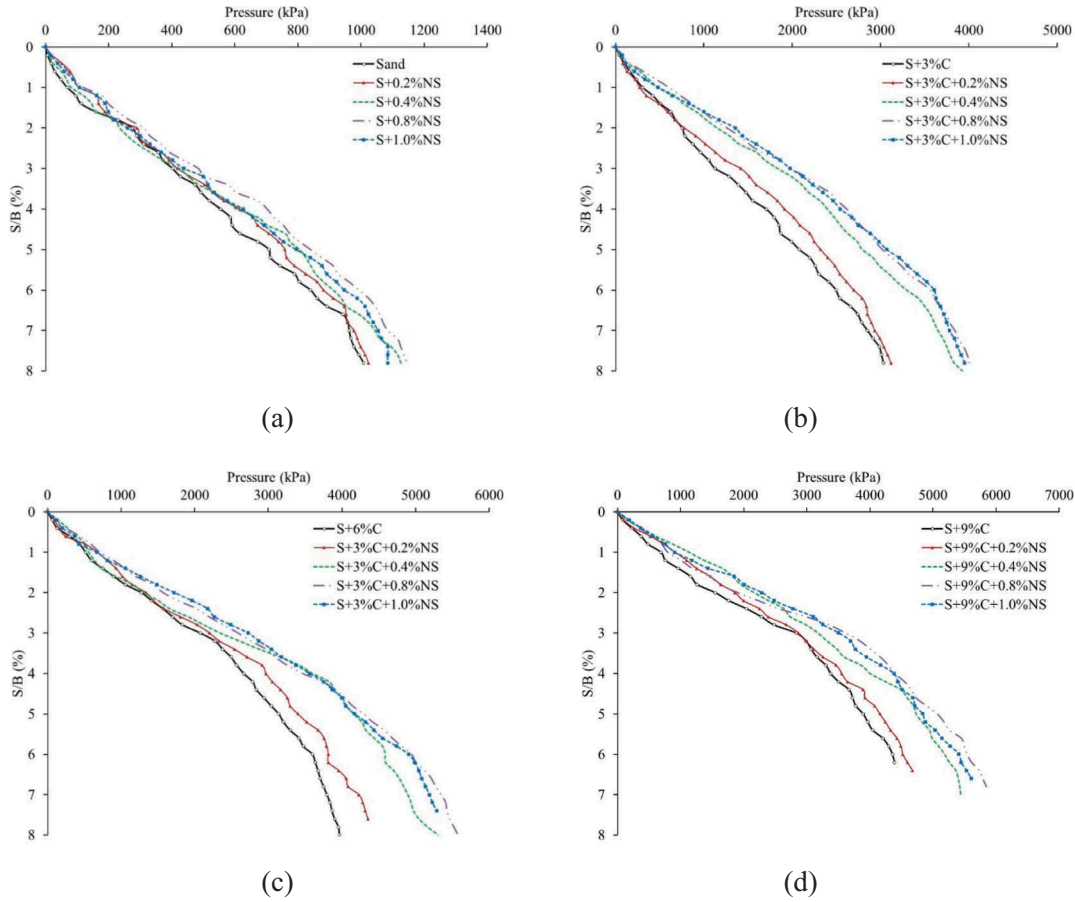 Pressure (kPa)
0 200 400 600 800 1000 1200 1400
0
1
2
3
4
5
6
7
8
S/B (%)
Sand
S+0.2%NS
S+0.4%NS
S+0.8%NS
S+1.0%NS
(a)
Pressure (kPa)
0 1000 2000 3000 4000 5000
0
1
2
3
4
5
6
7
8
S/B (%)
S+3%C
S+3%C+0.2%NS
S+3%C+0.4%NS
S+3%C+0.8%NS
S+3%C+1.0%NS
(b)
Pressure (kPa)
0 1000 2000 3000 4000 5000 6000
0
1
2
3
4
5
6
7
8
S/B (%)
S+6%C
S+3%C+0.2%NS
S+3%C+0.4%NS
S+3%C+0.8%NS
S+3%C+1.0%NS
(c)
Pressure (kPa)
0 1000 2000 3000 4000 5000 6000 7000
0
1
2
3
4
5
6
7
8
S/B (%)
S+9%C
S+9%C+0.2%NS
S+9%C+0.4%NS
S+9%C+0.8%NS
S+9%C+1.0%NS
(d)